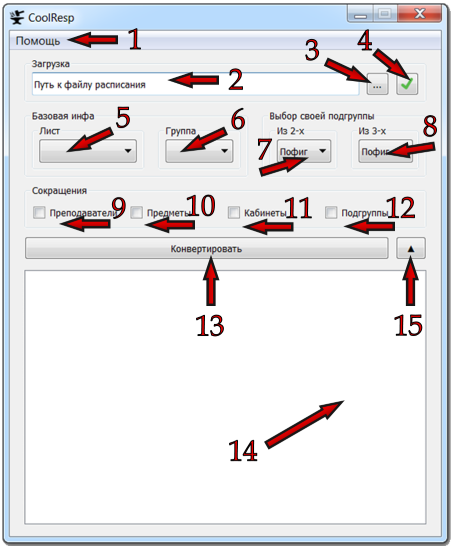 CoolResp
Помощь 1
Загрузка 3 4
Путь к файлу расписания 2 ...
Базовая инфа 5 6 Выбор своей подгруппы
Лист Группа Из 2-х Из 3-х 8
7 Пофиг Пофиг
Сокращения
Преподаватели 9 Предметы 10 Кабинеты 11 Подгруппы 12
Конвертировать ▲
13 15
14